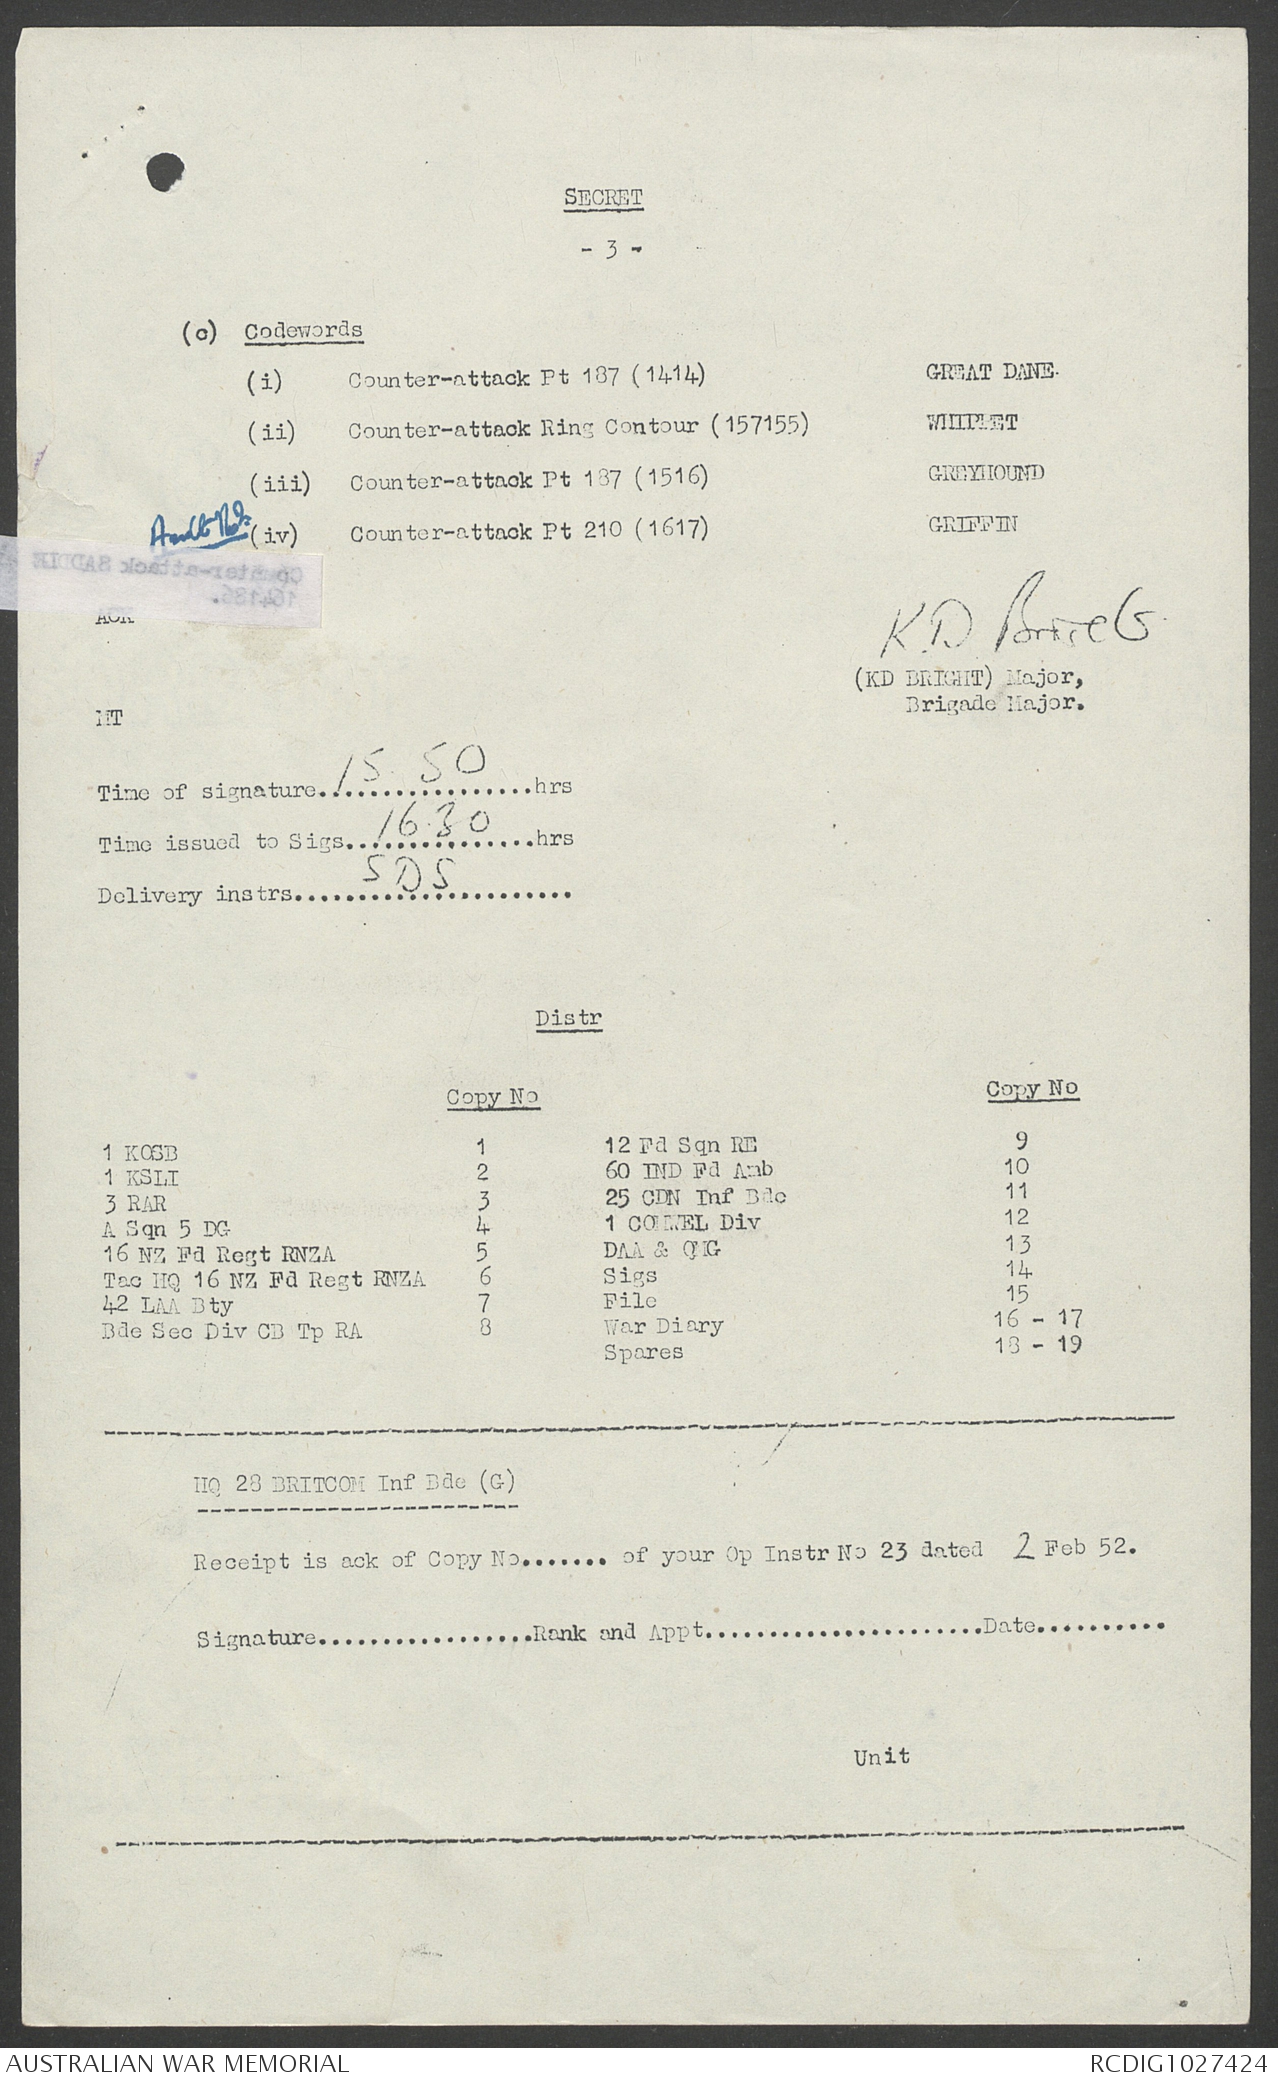 SECRET
- 3 -
(c) Codewords
(i) Counter-attack Pt 187 (1414) GREAT DANE
(ii) Counter-attack Ring Contour (157155) WHIPPET
(iii) Counter-attack Pt 187 (1516) GREYHOUND
(iv) Counter-attack Pt 210 (1617) GRIFFIN
Counter-attack SADDLE
164186.
ACK
(KD BRIGHT) Major,
Brigade Major.
MT
Time of signature 15.50 hrs
Time issued to Sigs 16.30 hrs
Delivery instrs SDS
Distr
Copy No Copy No
1 KOSB 1 12 Fd Sqn RE 9
1 KSLI 2 60 IND Fd Amb 10
3 RAR 3 25 CDN Inf Bde 11
A Sqn 5 DG 4 1 COMWEL Div 12
16 NZ Fd Regt RNZA 5 DAA & QMG 13
Tac HQ 16 NZ Fd Regt RNZA 6 Sigs 14
42 LAA Bty 7 File 15
Bde Sec Div CB Tp RA 8 War Diary 16 - 17
Spares 18 - 19
HQ 28 BRITCOM Inf Bde (G)
Receipt is ack of Copy No....... of your Op Instr No 23 dated 2 Feb 52.
Signature.................Rank and Appt......................Date..........
Unit
AUSTRALIAN WAR MEMORIAL RCDIG1027424